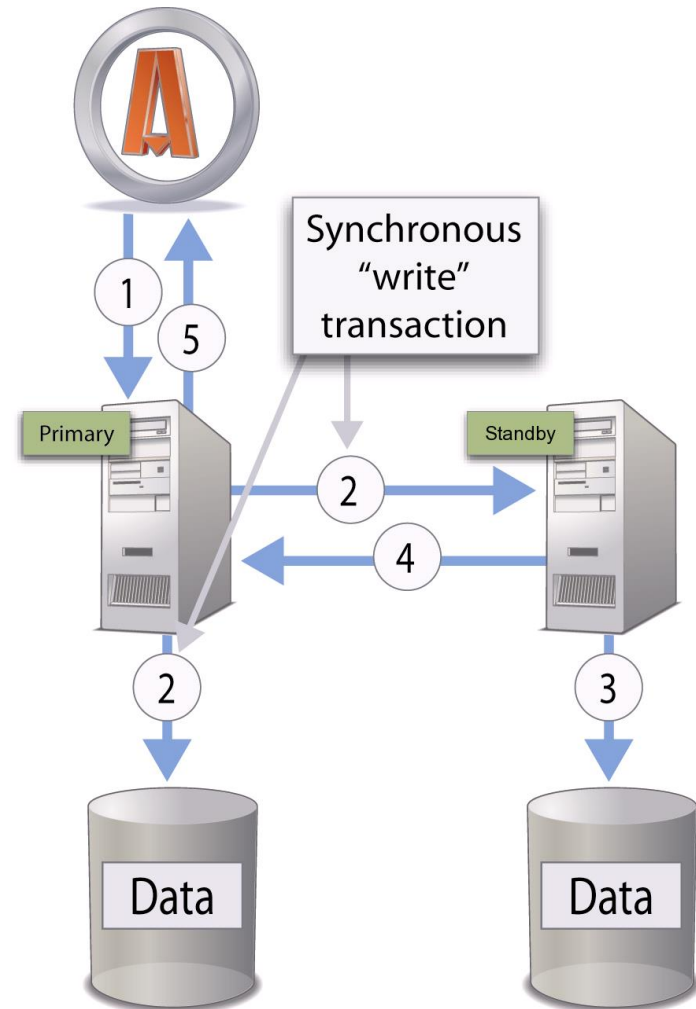 A
Synchronous
“write”
transaction
1
5
Primary
Standby
2
4
2
3
Data
Data